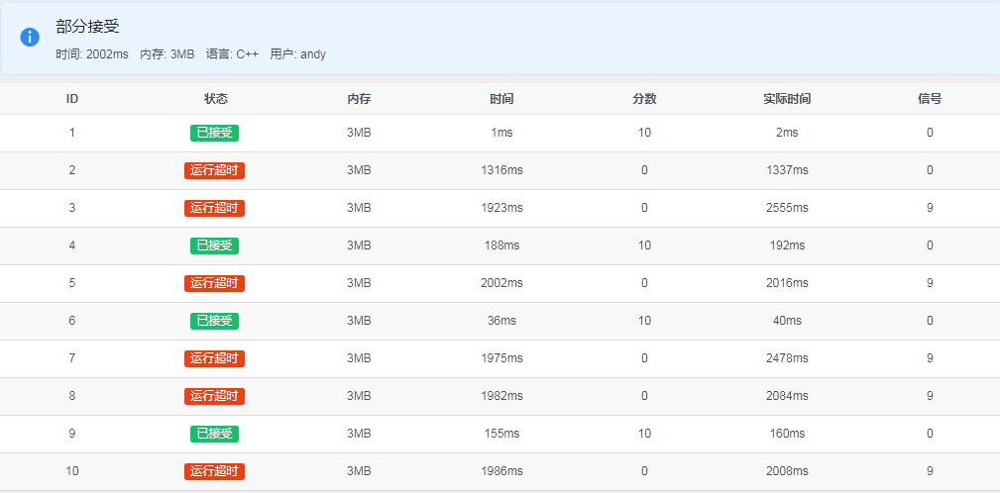 部分接受
时间: 2002ms 内存: 3MB 语言: C++ 用户: andy
ID 状态 内存 时间 分数 实际时间 信号
1 已接受 3MB 1ms 10 2ms 0
2 运行超时 3MB 1316ms 0 1337ms 0
3 运行超时 3MB 1923ms 0 2555ms 9
4 已接受 3MB 188ms 10 192ms 0
5 运行超时 3MB 2002ms 0 2016ms 9
6 已接受 3MB 36ms 10 40ms 0
7 运行超时 3MB 1975ms 0 2478ms 9
8 运行超时 3MB 1982ms 0 2084ms 9
9 已接受 3MB 155ms 10 160ms 0
10 运行超时 3MB 1986ms 0 2008ms 9